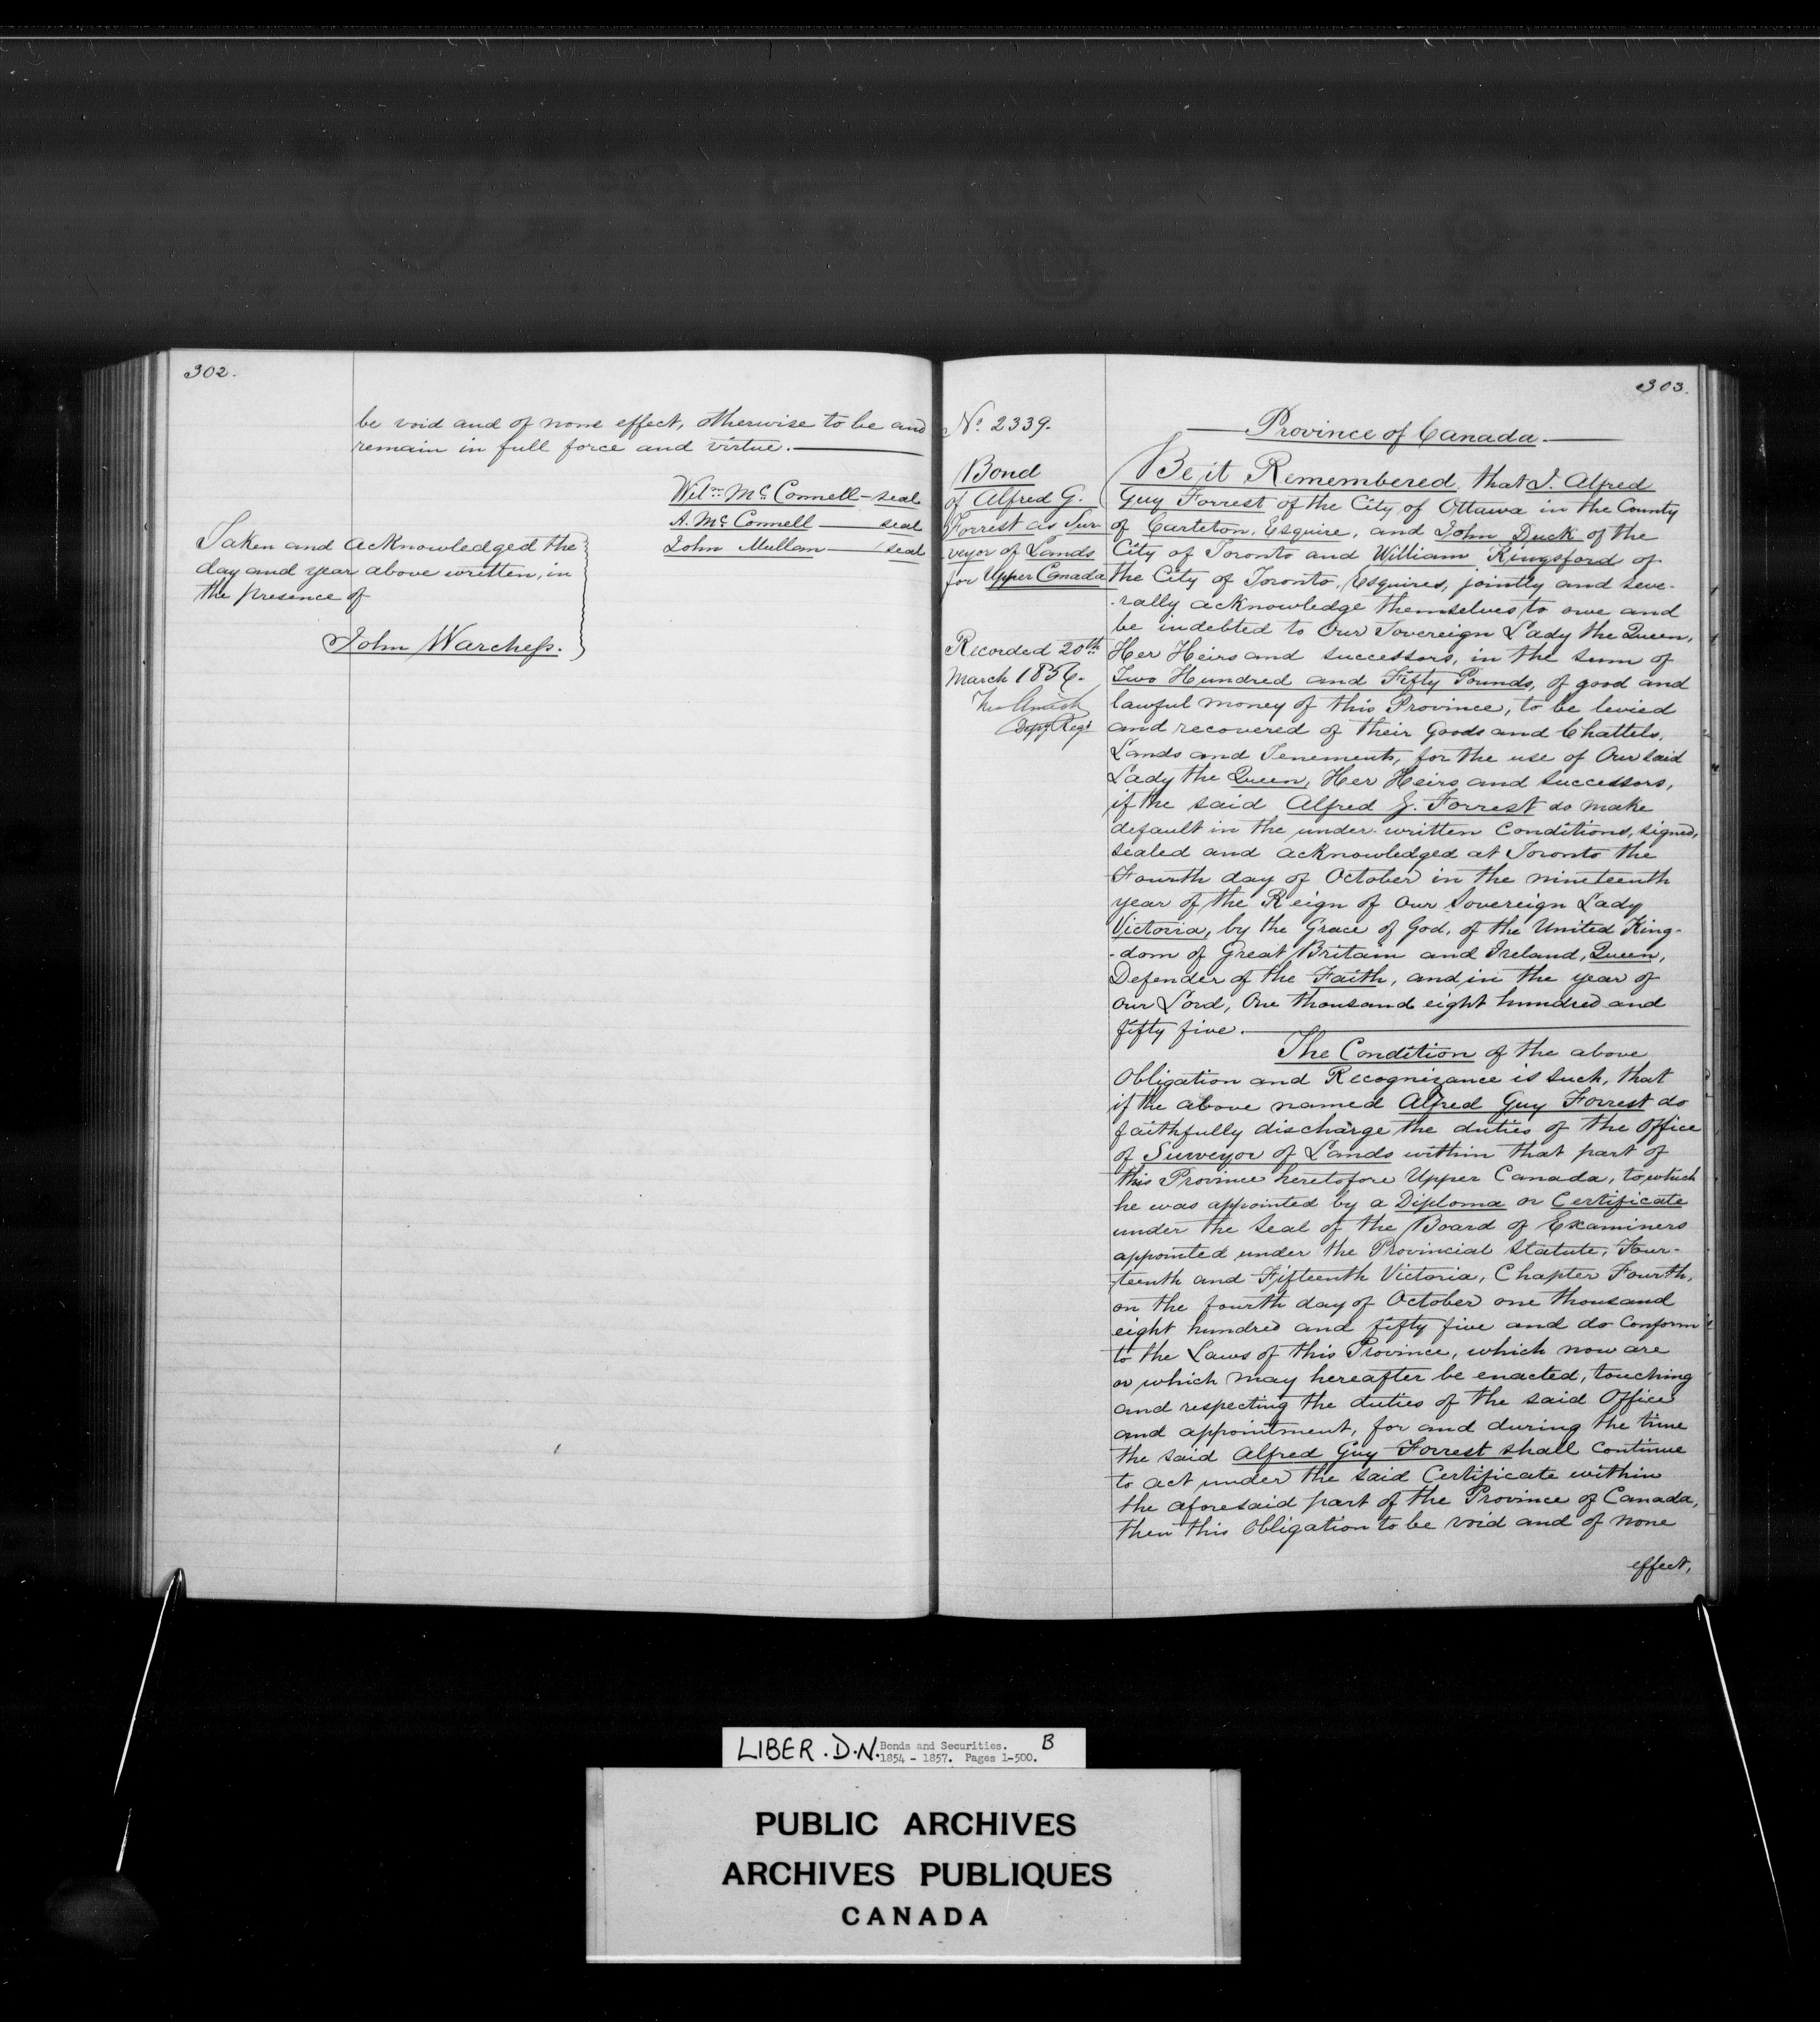 302.
be void and of none effect, otherwise to be and
remain in full force and virtue.
Wilm. McConnell - seal
A. McConnell - seal
John Mullan - seal
Taken and acknowledged the
day and year above written, in
the presence of
John Warchess.
303.
No. 2339.
Bond
of Alfred G.
Forrest as Sur-
veyor of Lands
for Upper Canada
Recorded 20th
March 1856.
Depy Regr
Province of Canada.
Be it Remembered, that I. Alfred
Guy Forrest of the City of Ottawa in the County
of Carleton, Esquire, and John Duck of the
City of Toronto and William Kingsford of
the City of Toronto, Esquires, jointly and seve-
-rally acknowledge themselves to owe and
be indebted to Our Sovereign Lady the Queen,
Her Heirs and successors, in the sum of
Two Hundred and Fifty Pounds, of good and
lawful money of this Province, to be levied
and recovered of their Goods and Chattels,
Lands and Tenements, for the use of Our said
Lady the Queen, Her Heirs and successors,
if the said Alfred G. Forrest do make
default in the under-written Conditions, signed,
sealed and acknowledged at Toronto the
Fourth day of October in the nineteenth
year of the Reign of Our Sovereign Lady
Victoria, by the Grace of God, of the United King-
-dom of Great Britain and Ireland, Queen,
Defender of the Faith, and in the year of
our Lord, One thousand eight hundred and
fifty five.
The Condition of the above
Obligation and Recognizance is such, that
if the above named Alfred Guy Forrest do
faithfully discharge the duties of the Office
of Surveyor of Lands within that part of
this Province heretofore Upper Canada, to which
he was appointed by a Diploma or Certificate
under the Seal of the Board of Examiners
appointed under the Provincial Statute, Four-
teenth and Fifteenth Victoria, Chapter Fourth,
on the fourth day of October one thousand
eight hundred and fifty five and do conform
to the Laws of this Province, which now are
or which may hereafter be enacted, touching
and respecting the duties of the said Office
and appointment, for and during the time
the said Alfred Guy Forrest shall continue
to act under the said Certificate within
the aforesaid part of the Province of Canada,
then this Obligation to be void and of none
effect,
LIBER. D.N. Bonds and Securities. B
1854 - 1857. Pages 1-500.
PUBLIC ARCHIVES
ARCHIVES PUBLIQUES
CANADA